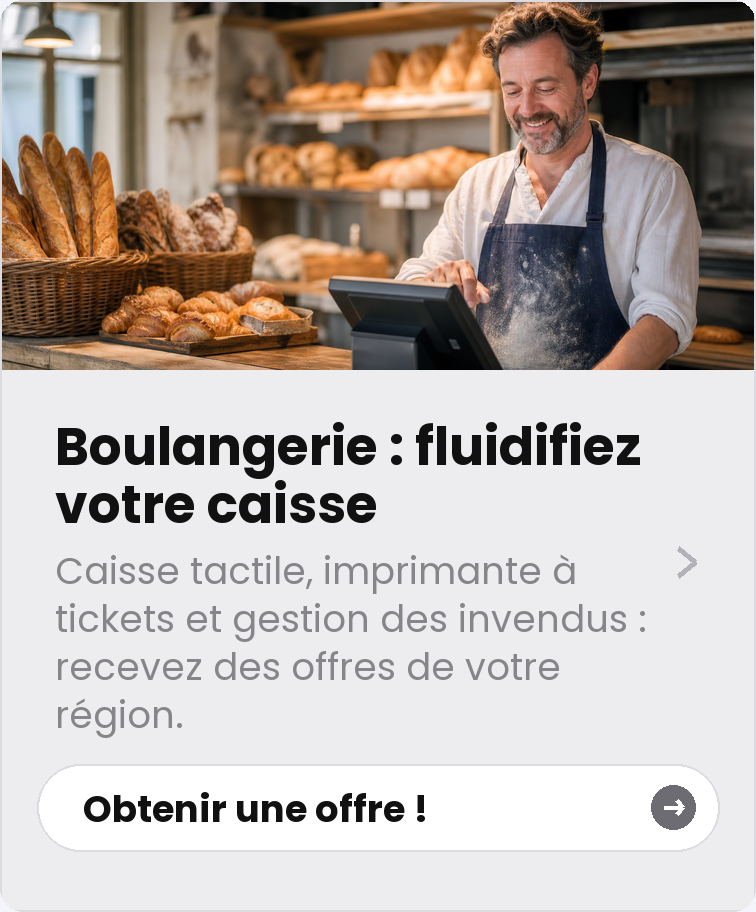 Boulangerie : fluidifiez
votre caisse
Caisse tactile, imprimante à
tickets et gestion des invendus :
recevez des offres de votre
région.
Obtenir une offre !